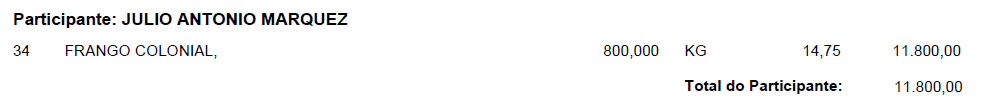 Participante: JULIO ANTONIO MARQUEZ
34 FRANGO COLONIAL, 800,000 KG 14,75 11.800,00
Total do Participante: 11.800,00